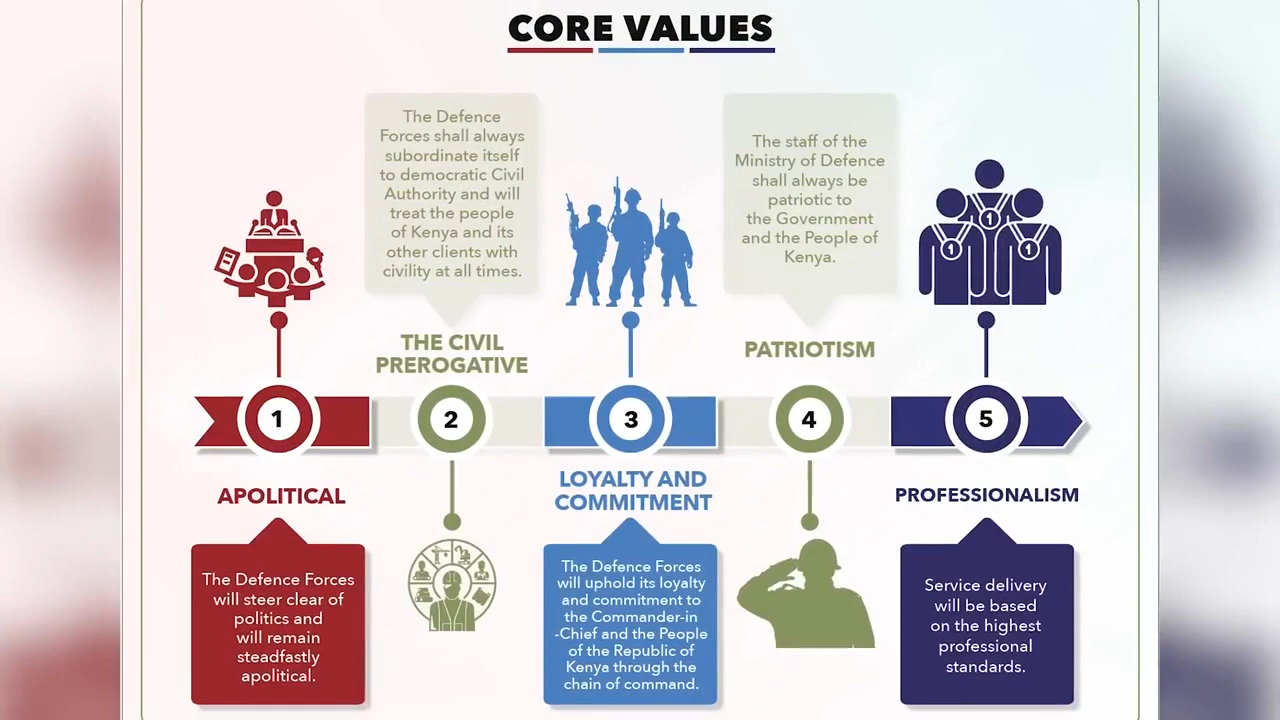 CORE VALUES
1
APOLITICAL
The Defence Forces
will steer clear of
politics and
will remain
steadfastly
apolitical.
The Defence
Forces shall always
subordinate itself
to democratic Civil
Authority and will
treat the people
of Kenya and its
other clients with
civility at all times.
THE CIVIL
PREROGATIVE
2
3
LOYALTY AND
COMMITMENT
The Defence Forces
will uphold its loyalty
and commitment to
the Commander-in
-Chief and the People
of the Republic of
Kenya through the
chain of command.
The staff of the
Ministry of Defence
shall always be
patriotic to
the Government
and the People of
Kenya.
PATRIOTISM
4
1
1
1
5
PROFESSIONALISM
Service delivery
will be based
on the highest
professional
standards.